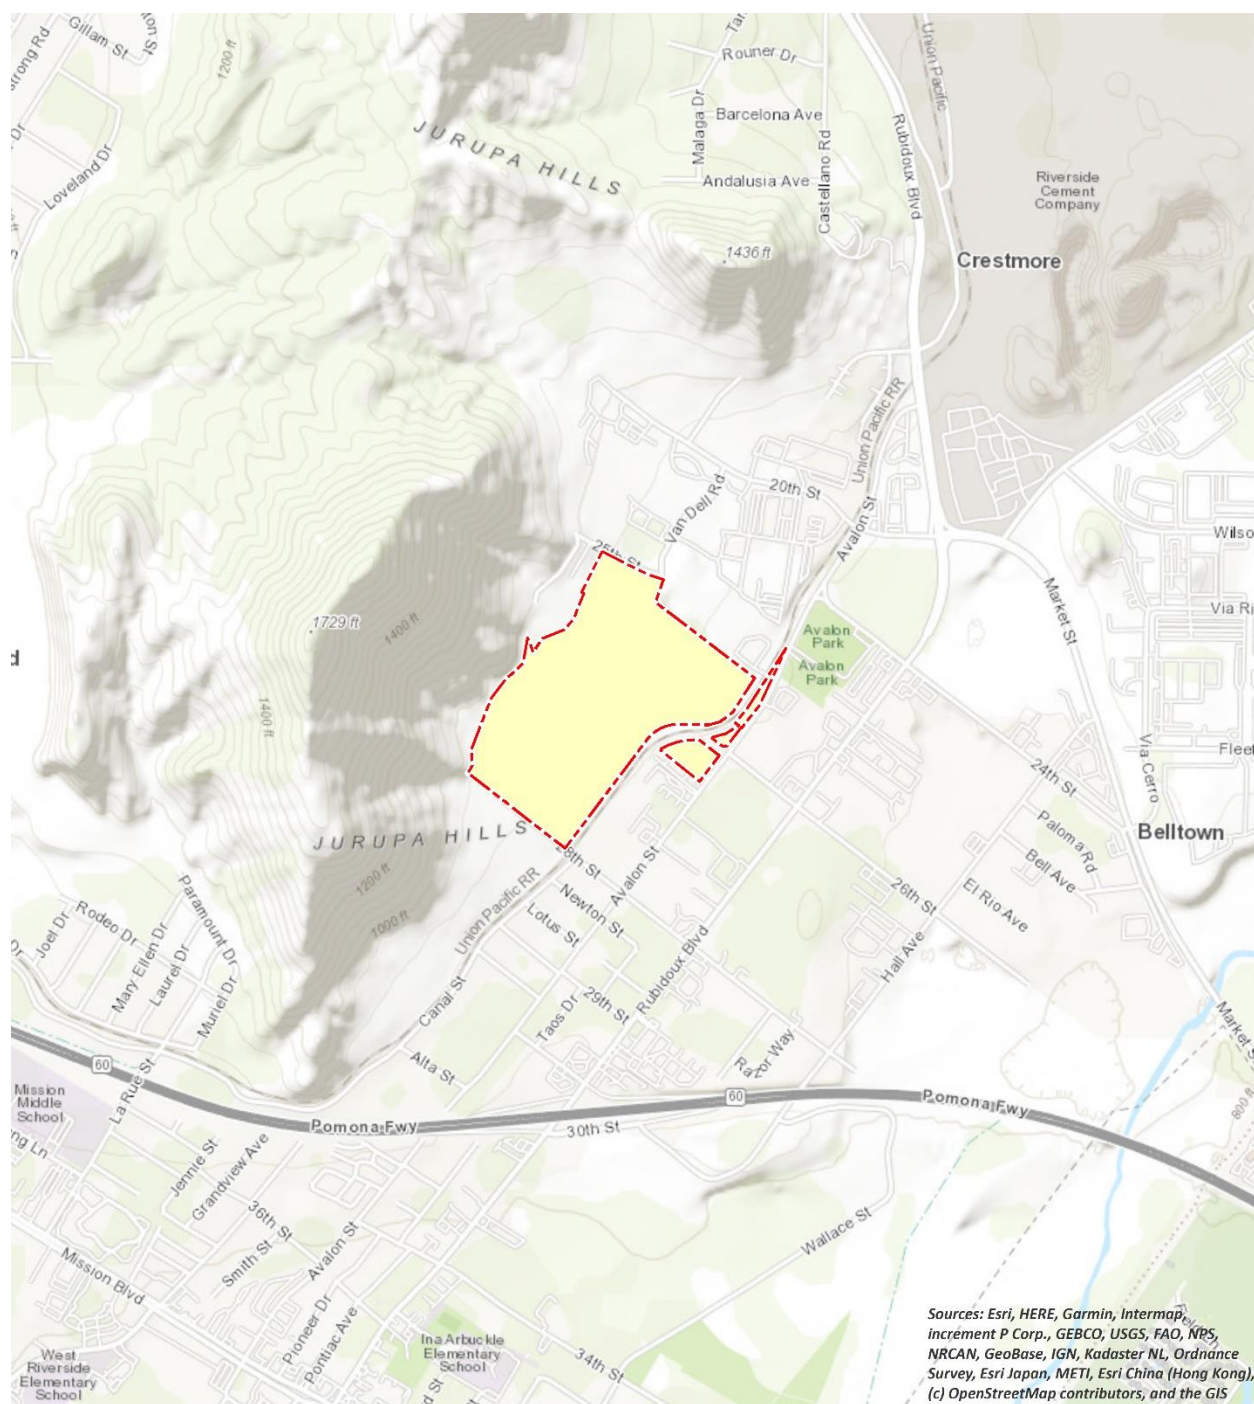 Gillam St
1200 ft
Loveland Dr
JURUPA HILLS
Rouner Dr
Barcelona Ave
Malaga Dr
Andalusia Ave
Castellano Rd
Rubidoux Blvd
Union Pacific
Riverside
Cement
Company
1436 ft
Crestmore
Union Pacific RR
20th St
Van Dell Rd
Avalon St
25th St
Market St
1729 ft
1400 ft
1400 ft
Avalon
Park
Avalon
Park
Via Cerro
24th St
Paloma Rd
Bell Ave
Belltown
JURUPA HILLS
28th St
Avalon St
26th St
El Rio Ave
Hall Ave
1200 ft
1000 ft
Union Pacific RR
Newton St
Lotus St
Rubidoux Blvd
Paramount Dr
Rodeo Dr
Joel Dr
Mary Ellen Dr
Laurel Dr
Muriel Dr
Canal St
29th St
Taos Dr
Razor Way
Market St
Alta St
60
La Rue St
Mission
Middle
School
60
Pomona Fwy
Pomona Fwy
30th St
800 ft
Jennie St
Grandview Ave
36th St
Smith St
Avalon St
Wallace St
Mission Blvd
Pioneer Dr
Pontiac Ave
Ina Arbuckle
Elementary
School
34th St
West
Riverside
Elementary
School
Sources: Esri, HERE, Garmin, Intermap,
increment P Corp., GEBCO, USGS, FAO, NPS,
NRCAN, GeoBase, IGN, Kadaster NL, Ordnance
Survey, Esri Japan, METI, Esri China (Hong Kong),
(c) OpenStreetMap contributors, and the GIS